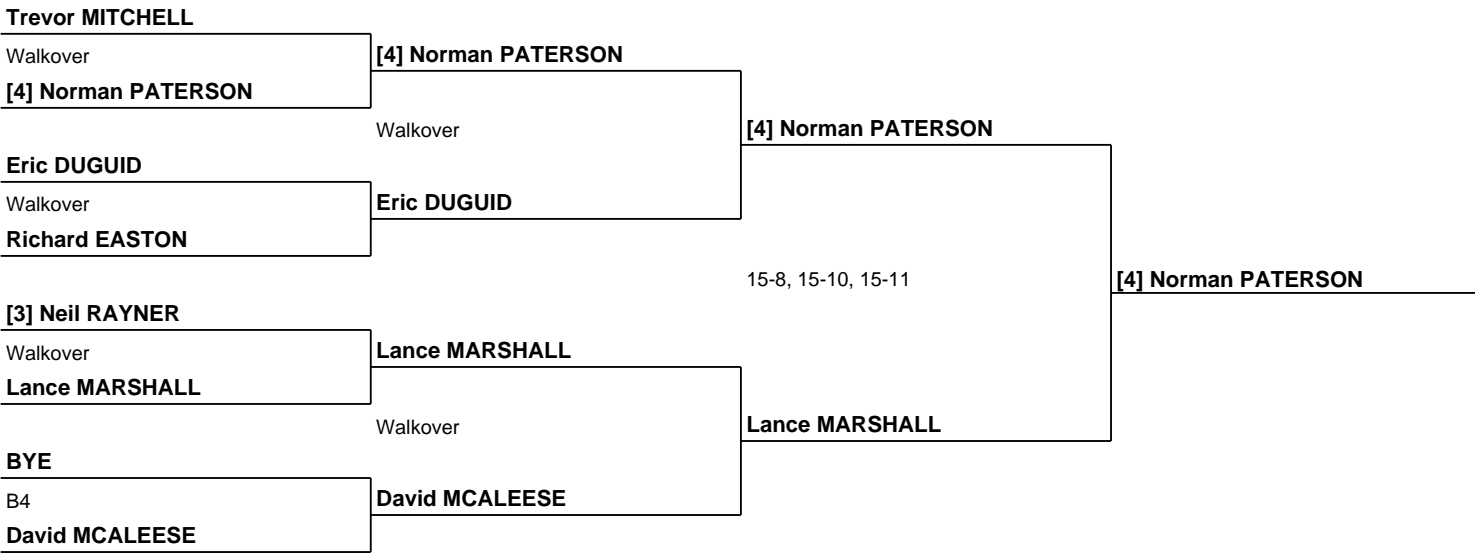 Trevor MITCHELL
Walkover
[4] Norman PATERSON
[4] Norman PATERSON
Walkover
[4] Norman PATERSON
Eric DUGUID
Walkover
Eric DUGUID
Richard EASTON
15-8, 15-10, 15-11
[4] Norman PATERSON
[3] Neil RAYNER
Walkover
Lance MARSHALL
Lance MARSHALL
Walkover
Lance MARSHALL
BYE
B4
David MCALEESE
David MCALEESE